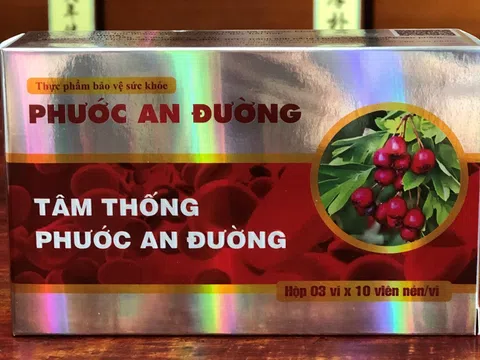 Thực phẩm bảo vệ sức khỏe
PHƯỚC AN ĐƯỜNG
TÂM THỐNG
PHƯỚC AN ĐƯỜNG
Hộp 03 vỉ x 10 viên nén/vỉ